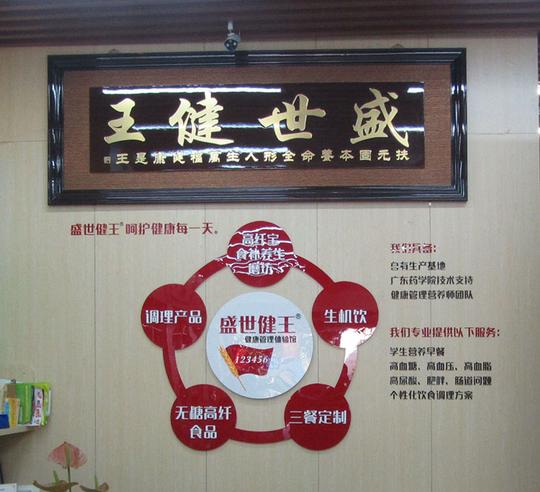 盛世健王
扶元固本養命全形人生萬福健康是王
盛世健王® 呵护健康每一天。
高纤宝
食补养生
磨坊
调理产品
生机饮
盛世健王®
健康管理体验馆
123456
无糖高纤
食品
三餐定制
我们具备：
自有生产基地
广东药学院技术支持
健康管理营养师团队
我们专业提供以下服务：
学生营养早餐
高血糖、高血压、高血脂
高尿酸、肥胖、肠道问题
个性化饮食调理方案